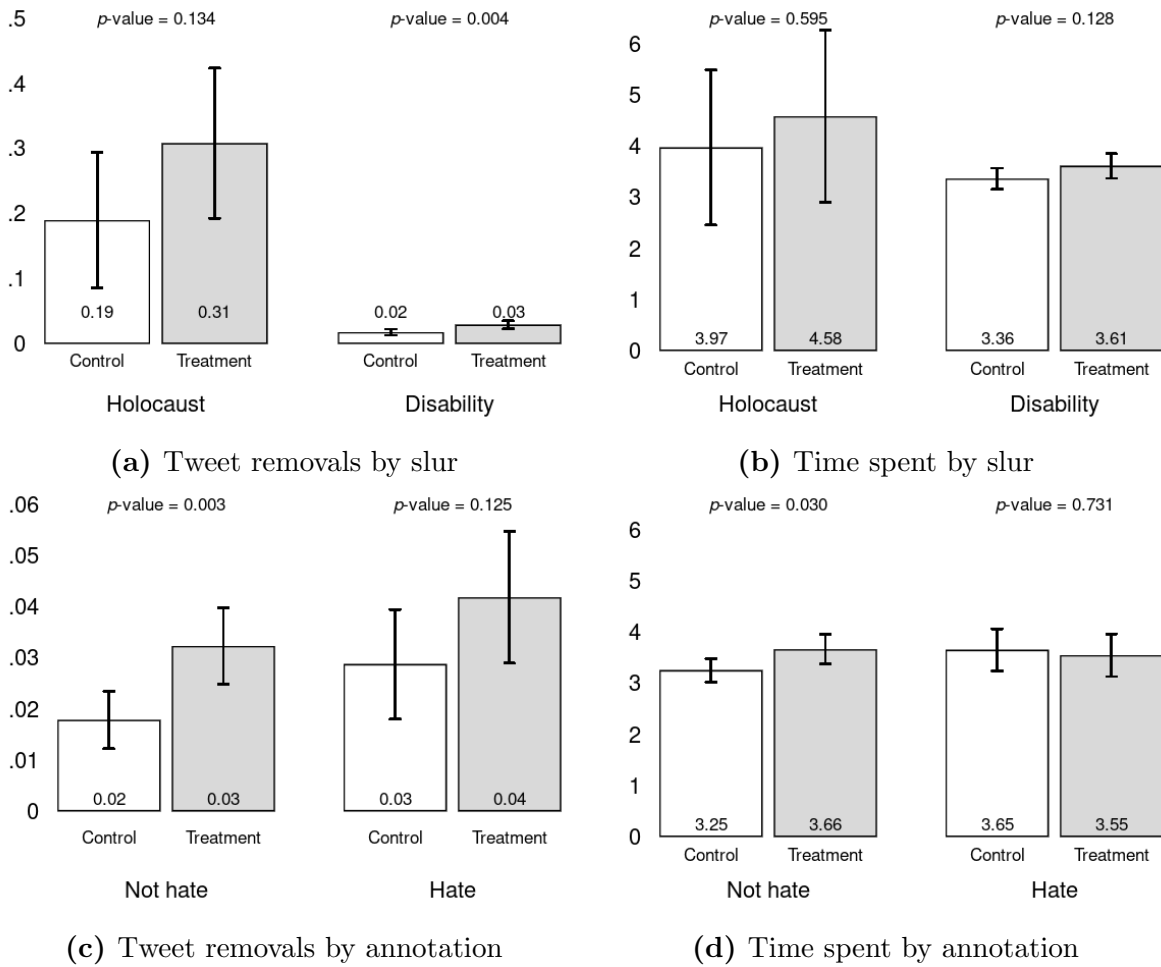 p-value = 0.134 p-value = 0.004
.5
.4
.3
.2
.1
0
0.19 0.31 0.02 0.03
Control Treatment Control Treatment
Holocaust Disability
(a) Tweet removals by slur
p-value = 0.595 p-value = 0.128
6
5
4
3
2
1
0
3.97 4.58 3.36 3.61
Control Treatment Control Treatment
Holocaust Disability
(b) Time spent by slur
.06
p-value = 0.003 p-value = 0.125
.05
.04
.03
.02
.01
0
0.02 0.03 0.03 0.04
Control Treatment Control Treatment
Not hate Hate
(c) Tweet removals by annotation
p-value = 0.030 p-value = 0.731
6
5
4
3
2
1
0
3.25 3.66 3.65 3.55
Control Treatment Control Treatment
Not hate Hate
(d) Time spent by annotation